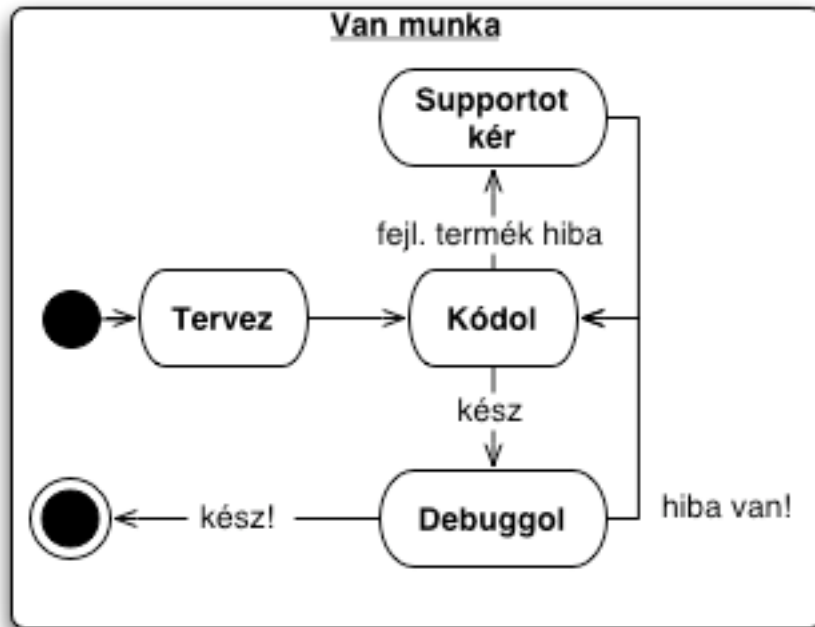 Van munka
Supportot
kér
fejl. termék hiba
Tervez
Kódol
kész
kész!
Debuggol
hiba van!